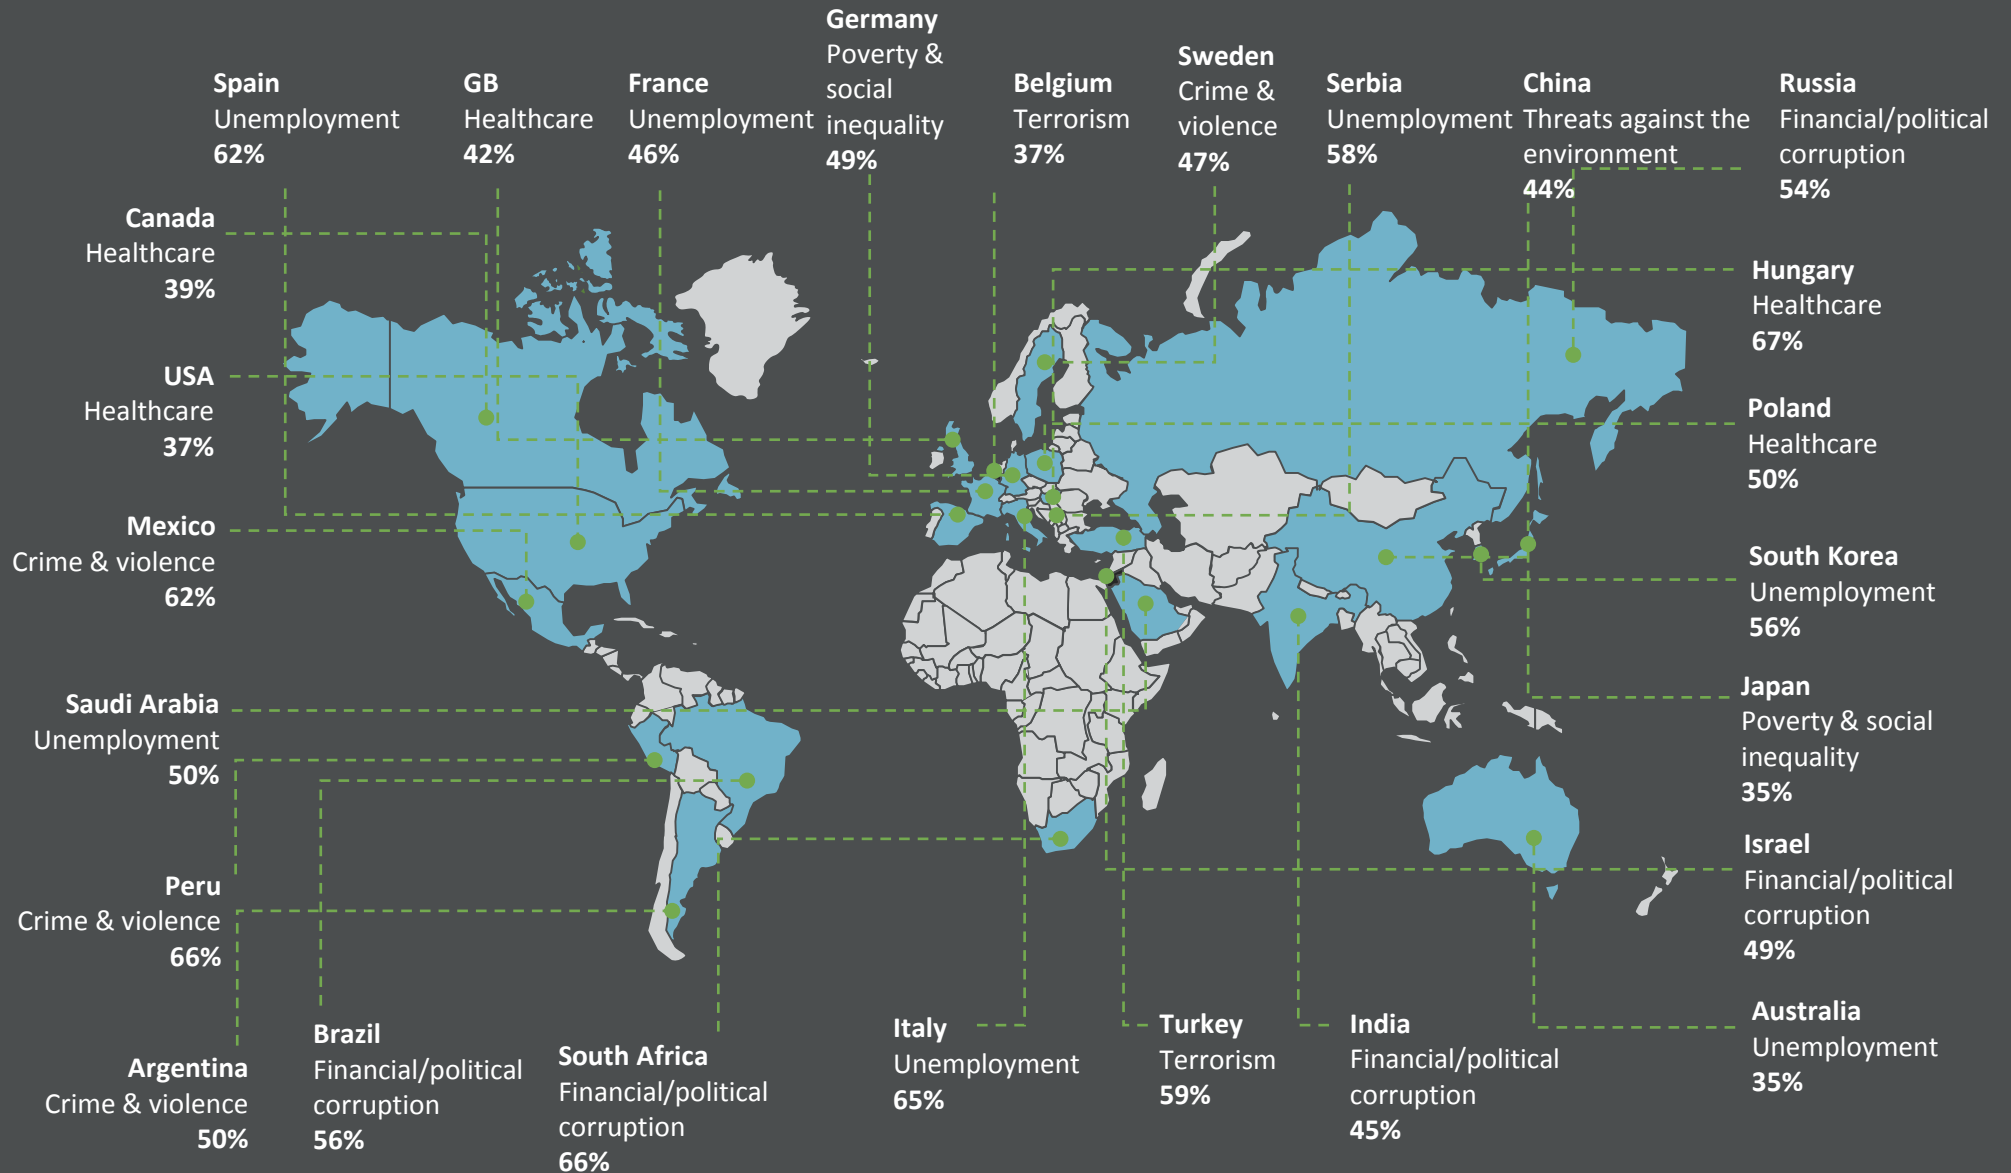 Spain
Unemployment
62%
GB
Healthcare
42%
France
Unemployment
46%
Germany
Poverty &
social
inequality
49%
Belgium
Terrorism
37%
Sweden
Crime &
violence
47%
Serbia
Unemployment
58%
China
Threats against the
environment
44%
Russia
Financial/political
corruption
54%
Canada
Healthcare
39%
USA
Healthcare
37%
Mexico
Crime & violence
62%
Saudi Arabia
Unemployment
50%
Peru
Crime & violence
66%
Argentina
Crime & violence
50%
Brazil
Financial/political
corruption
56%
South Africa
Financial/political
corruption
66%
Italy
Unemployment
65%
Turkey
Terrorism
59%
India
Financial/political
corruption
45%
Hungary
Healthcare
67%
Poland
Healthcare
50%
South Korea
Unemployment
56%
Japan
Poverty & social
inequality
35%
Israel
Financial/political
corruption
49%
Australia
Unemployment
35%